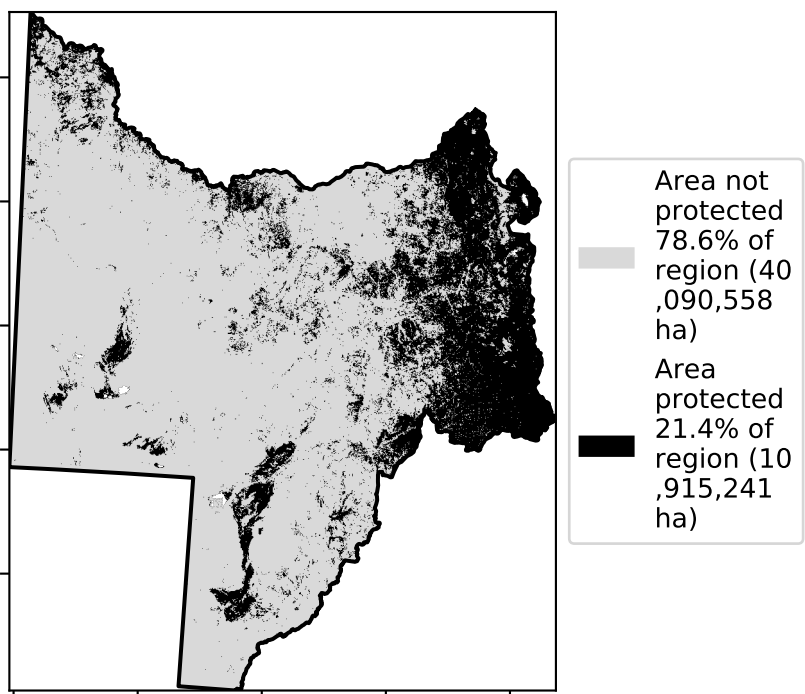 Area not
protected
78.6% of
region (40
,090,558
ha)
Area
protected
21.4% of
region (10
,915,241
ha)